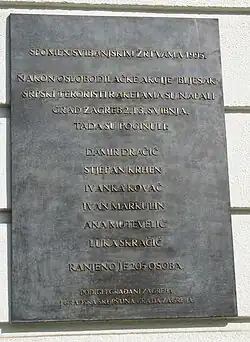 SPOMEN SVIBANJSKIM ŽRTVAMA 1995.
NAKON OSLOBODILAČKE AKCIJE BLJESAK
SRPSKI TERORISTI RAKETAMA SU NAPALI
GRAD ZAGREB 2. I 3. SVIBNJA.
TADA SU POGINULI:
DAMIR DRAČIĆ
STJEPAN KRHEN
IVANKA KOVAČ
IVAN MARKULIN
ANA MUTEVELIĆ
LUKA SKRAČIĆ
RANJENO JE 205 OSOBA.
PODIGLI GRAĐANI ZAGREBA
I GRADSKA SKUPŠTINA GRADA ZAGREBA